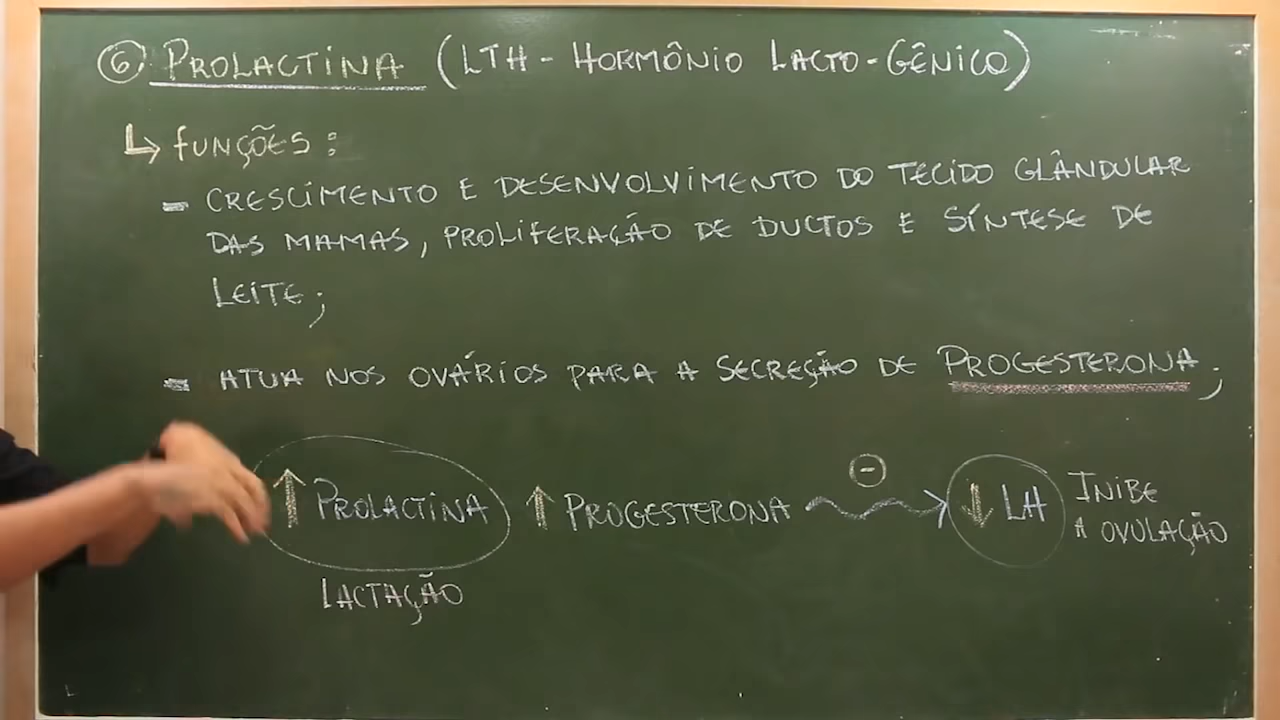 6 PROLACTINA (LTH - HORMÔNIO LACTO-GÊNICO)
↳ FUNÇÕES:
- CRESCIMENTO E DESENVOLVIMENTO DO TECIDO GLÂNDULAR
DAS MAMAS, PROLIFERAÇÃO DE DUCTOS E SÍNTESE DE
LEITE;
- ATUA NOS OVÁRIOS PARA A SECREÇÃO DE PROGESTERONA;
↑ PROLACTINA ↑ PROGESTERONA (-) → ↓ LH INIBE
A OVULAÇÃO
LACTAÇÃO